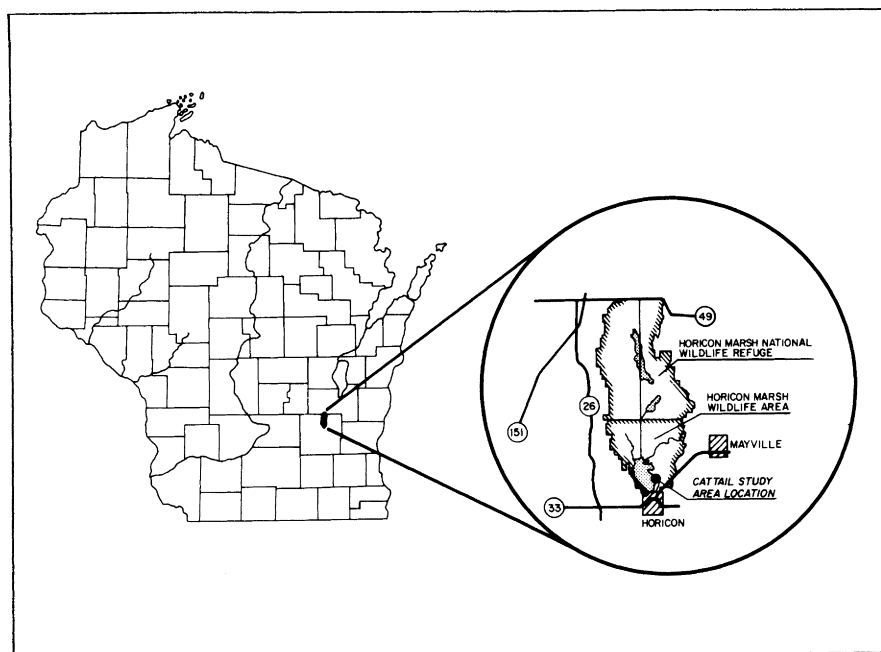 49
HORICON MARSH NATIONAL
WILDLIFE REFUGE
HORICON MARSH
WILDLIFE AREA
26
151
MAYVILLE
CATTAIL STUDY
AREA LOCATION
33
HORICON